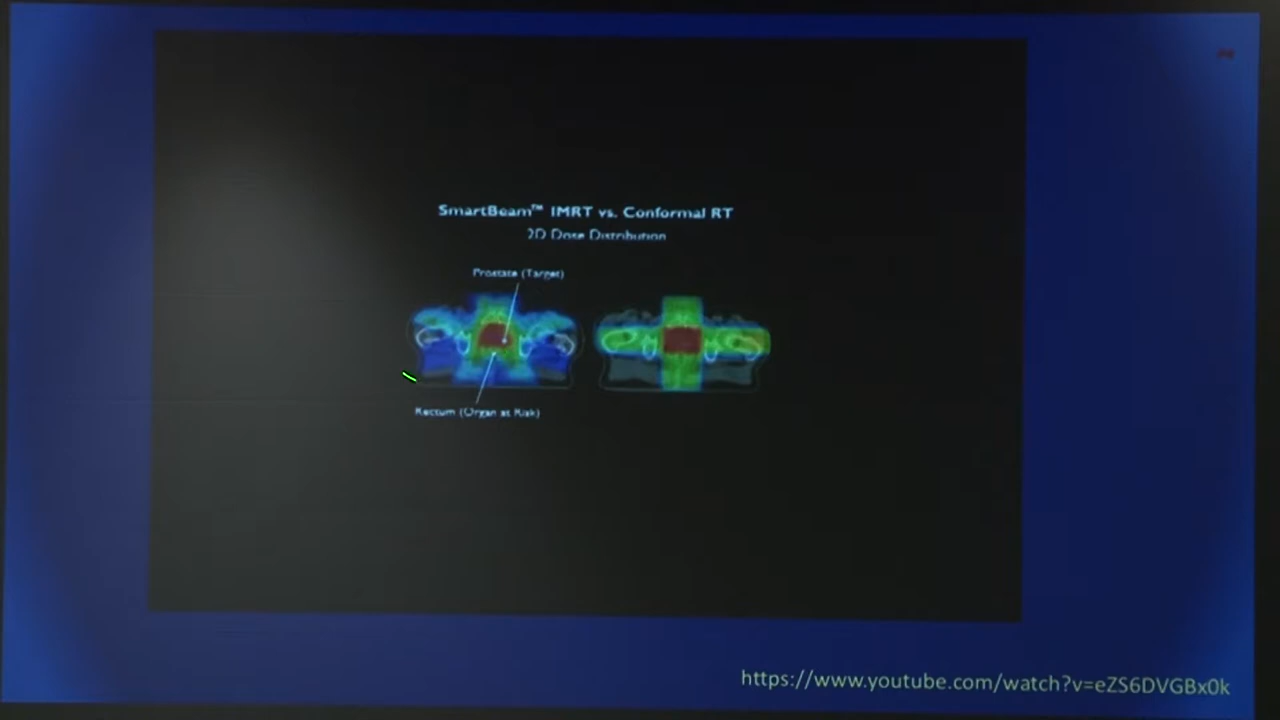 SmartBeam™ IMRT vs. Conformal RT
2D Dose Distribution
Prostate (Target)
Rectum (Organ at Risk)
https://www.youtube.com/watch?v=eZS6DVGBx0k